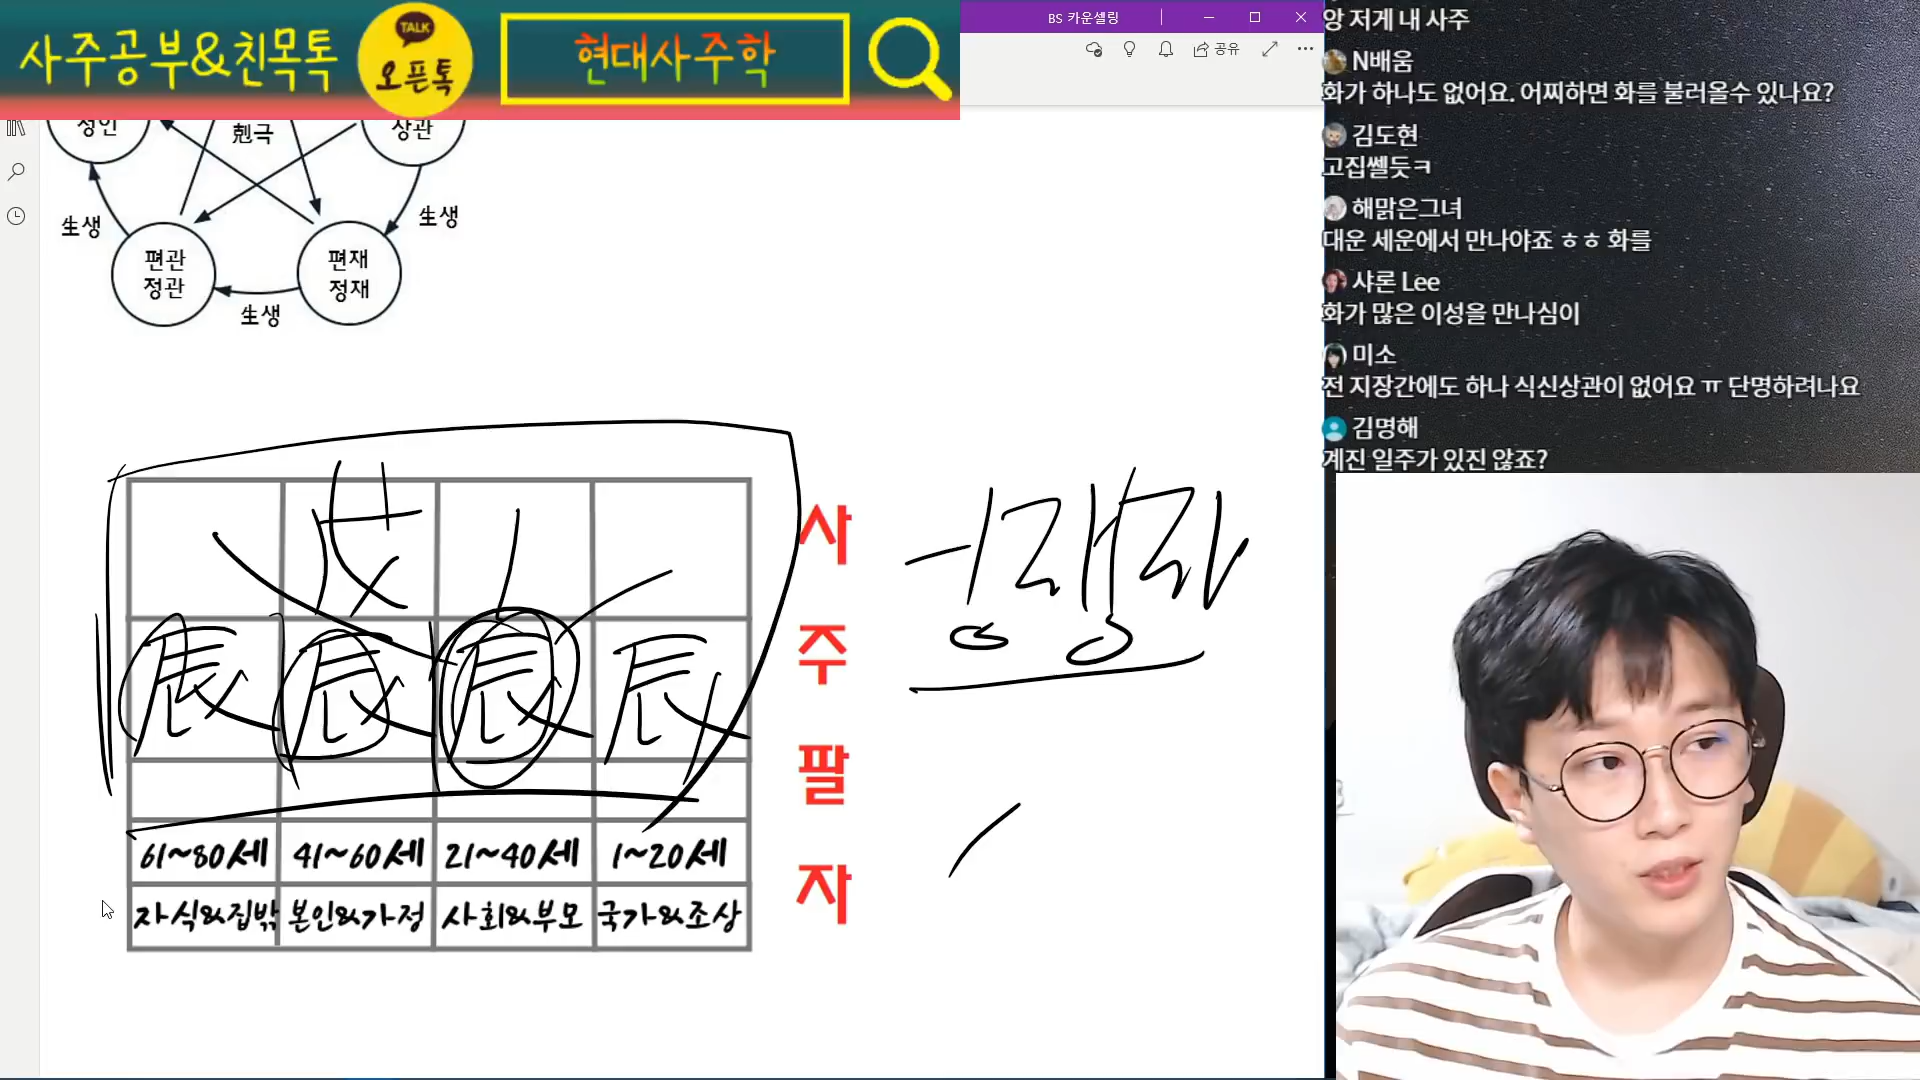 사주공부&친목톡
TALK
오픈톡
현대사주학
BS 카운셀링
공유
정인
剋극
상관
生생
生생
편관
정관
편재
정재
生생
戊
辰 辰 辰 辰
61~80세 41~60세 21~40세 1~20세
자식&집밖 본인&가정 사회&부모 국가&조상
사
주
팔
자
앙 저게 내 사주
N배움
화가 하나도 없어요. 어찌하면 화를 불러올수 있나요?
김도현
고집쎌듯ㅋ
해맑은그녀
대운 세운에서 만나야죠 ㅎㅎ 화를
샤론 Lee
화가 많은 이성을 만나심이
미소
전 지장간에도 하나 식신상관이 없어요 ㅠ 단명하려나요
김명해
계진 일주가 있진 않죠?